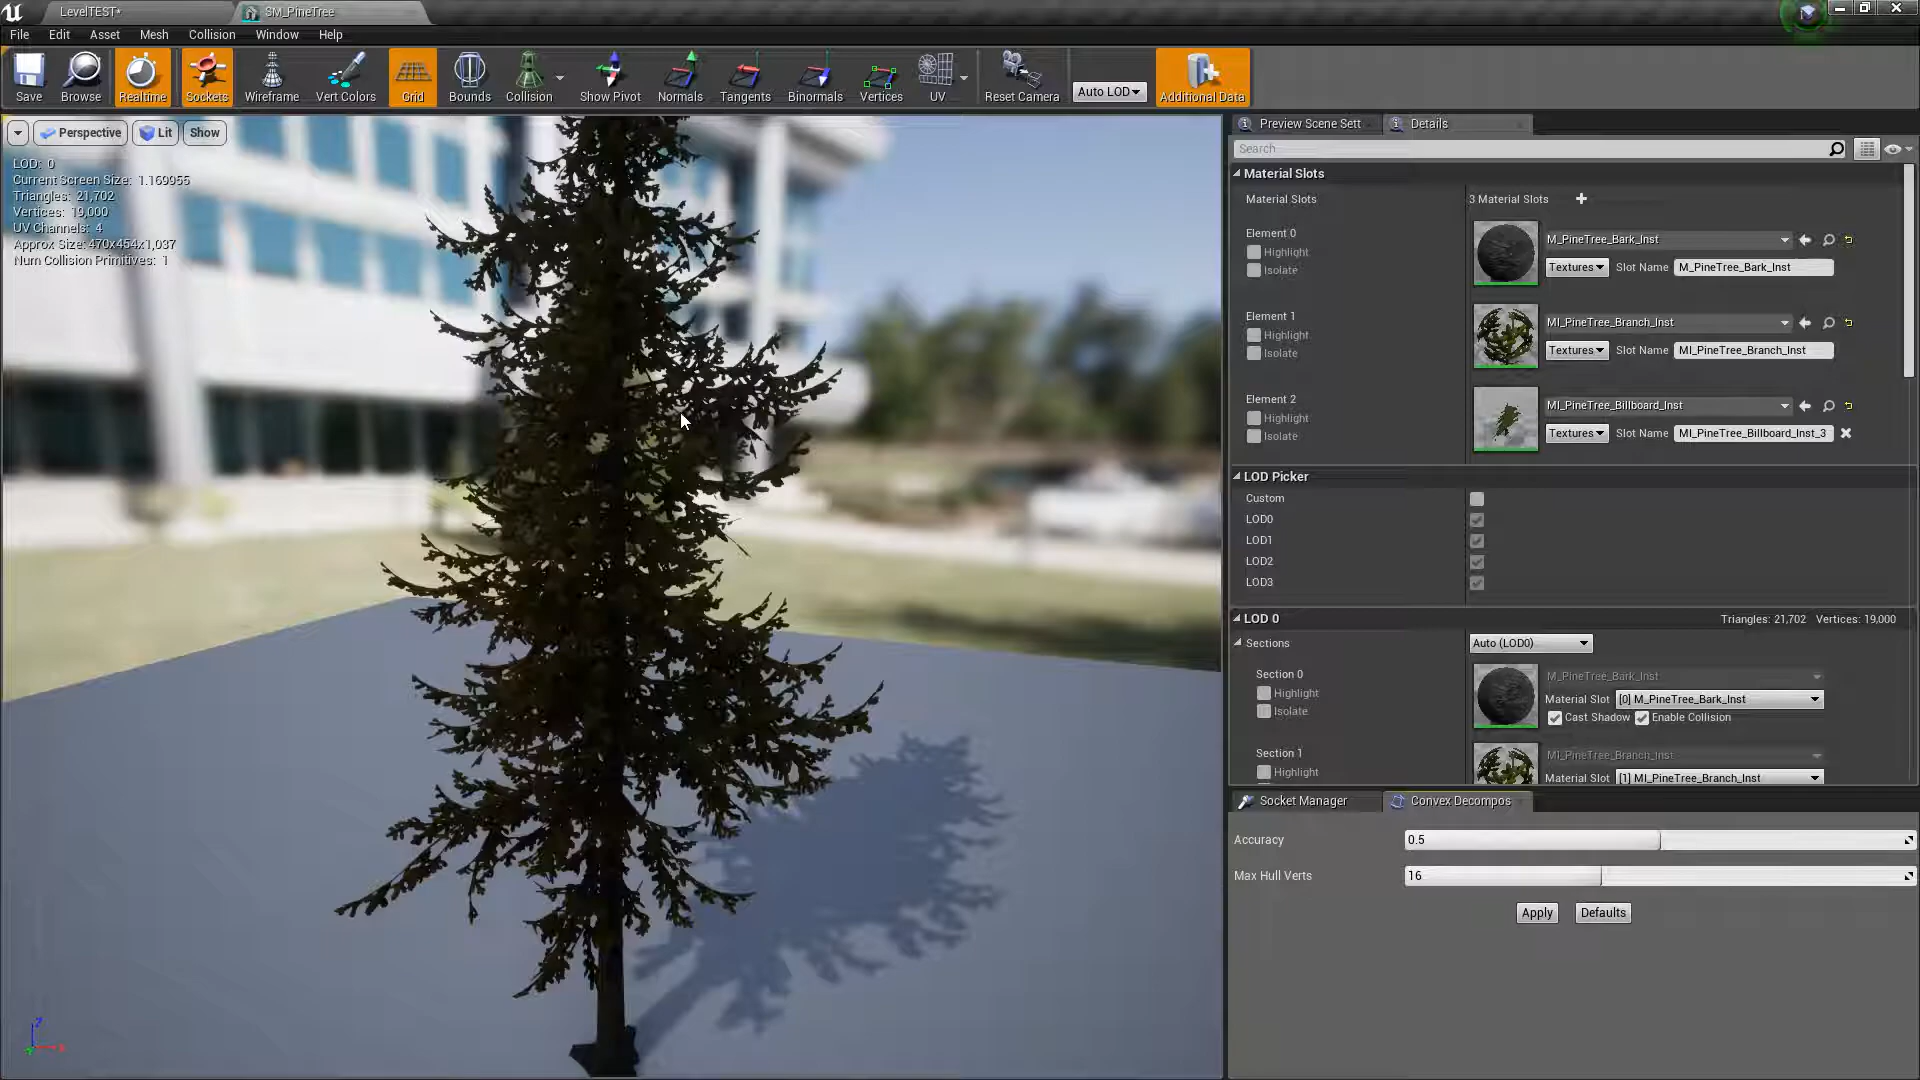 LevelTEST*
SM_PineTree
File Edit Asset Mesh Collision Window Help
Save Browse Realtime Sockets Wireframe Vert Colors Grid Bounds Collision Show Pivot Normals Tangents Binormals Vertices UV Reset Camera Auto LOD Additional Data
Perspective Lit Show
LOD: 0
Current Screen Size: 1.169955
Triangles: 21,702
Vertices: 19,000
UV Channels: 4
Approx Size: 470x454x1,037
Num Collision Primitives: 1
Preview Scene Sett Details
Search
Material Slots
Material Slots 3 Material Slots
Element 0 M_PineTree_Bark_Inst
Highlight
Isolate Textures Slot Name M_PineTree_Bark_Inst
Element 1 MI_PineTree_Branch_Inst
Highlight
Isolate Textures Slot Name MI_PineTree_Branch_Inst
Element 2 MI_PineTree_Billboard_Inst
Highlight
Isolate Textures Slot Name MI_PineTree_Billboard_Inst_3
LOD Picker
Custom
LOD0
LOD1
LOD2
LOD3
LOD 0 Triangles: 21,702 Vertices: 19,000
Sections Auto (LOD0)
Section 0 M_PineTree_Bark_Inst
Highlight Material Slot [0] M_PineTree_Bark_Inst
Isolate Cast Shadow Enable Collision
Section 1 MI_PineTree_Branch_Inst
Highlight Material Slot [1] MI_PineTree_Branch_Inst
Socket Manager Convex Decompos
Accuracy 0.5
Max Hull Verts 16
Apply Defaults